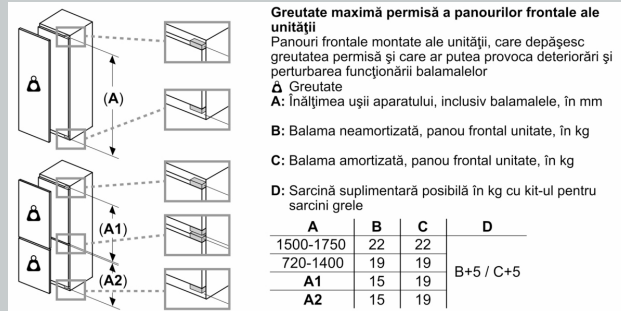 Greutate maximă permisă a panourilor frontale ale
unităţii
Panouri frontale montate ale unităţii, care depăşesc
greutatea permisă şi care ar putea provoca deteriorări şi
perturbarea funcţionării balamalelor
Greutate
A: Înălţimea uşii aparatului, inclusiv balamalele, în mm
B: Balama neamortizată, panou frontal unitate, în kg
C: Balama amortizată, panou frontal unitate, în kg
D: Sarcină suplimentară posibilă în kg cu kit-ul pentru
sarcini grele
A B C D
1500-1750 22 22
720-1400 19 19
B+5 / C+5
A1 15 19
A2 15 19
(A)
(A1)
(A2)